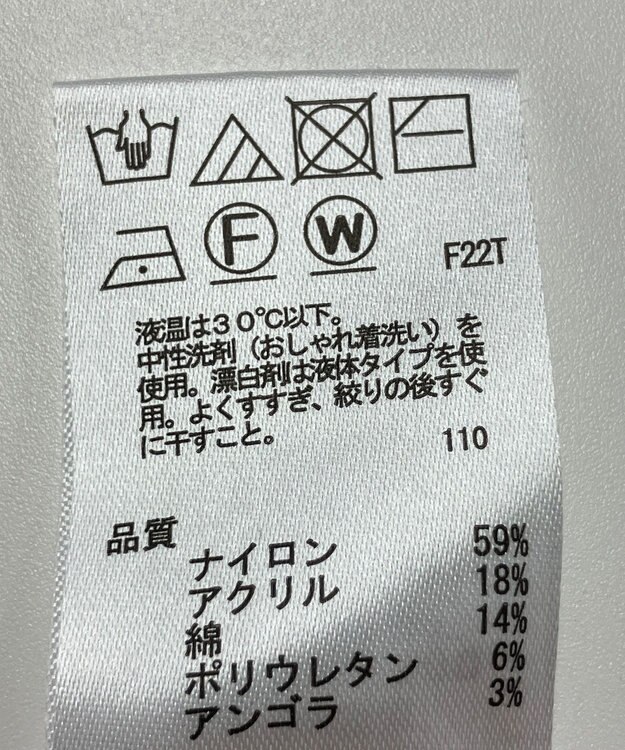 F W F22T
液温は30℃以下。
中性洗剤（おしゃれ着洗い）を
使用。漂白剤は液体タイプを使
用。よくすすぎ、絞りの後すぐ
に干すこと。 110
品質
ナイロン 59%
アクリル 18%
綿 14%
ポリウレタン 6%
アンゴラ 3%